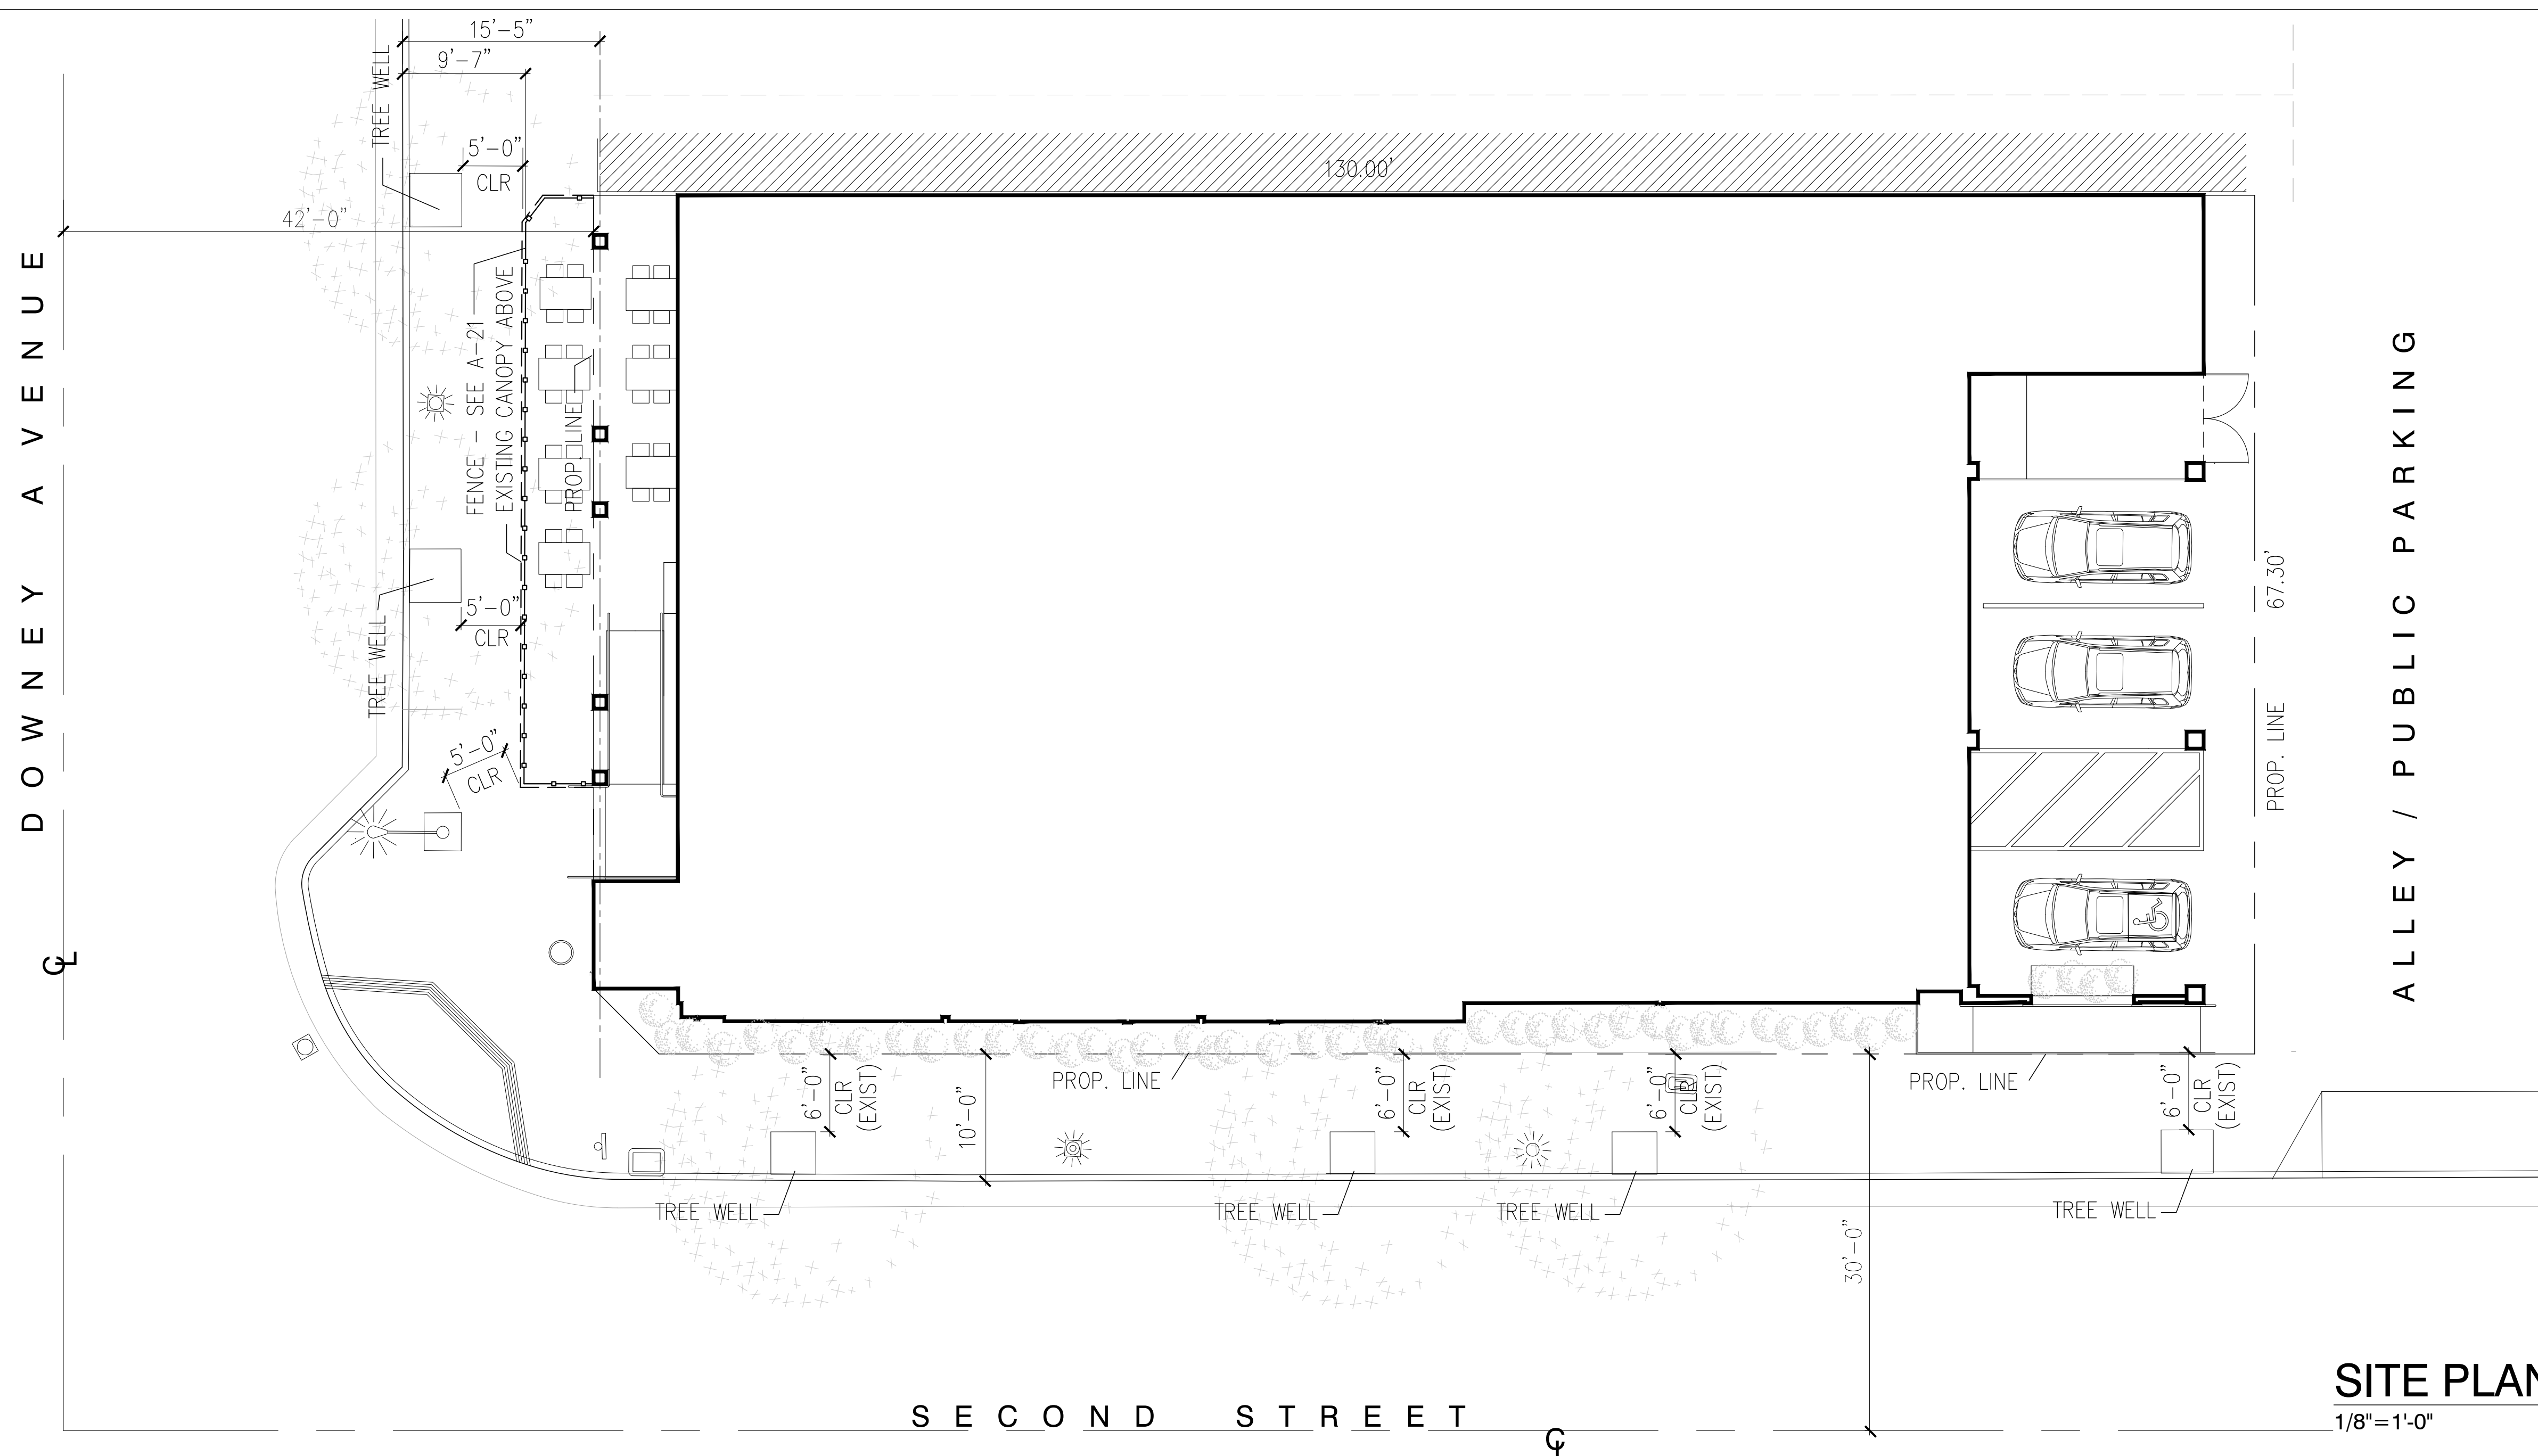 15'-5"
9'-7"
TREE WELL
5'-0"
CLR
130.00'
42'-0"
DOWNEY AVENUE
FENCE - SEE A-21
EXISTING CANOPY ABOVE
PROP. LINE
ALLEY / PUBLIC PARKING
67.30'
PROP. LINE
5'-0"
CLR
TREE WELL
5'-0"
CLR
CL
PROP. LINE
PROP. LINE
6'-0"
CLR
(EXIST)
10'-0"
6'-0"
CLR
(EXIST)
6'-0"
CLR
(EXIST)
6'-0"
CLR
(EXIST)
TREE WELL
TREE WELL
TREE WELL
TREE WELL
30'-0"
SECOND STREET
CL
SITE PLAN
1/8"=1'-0"